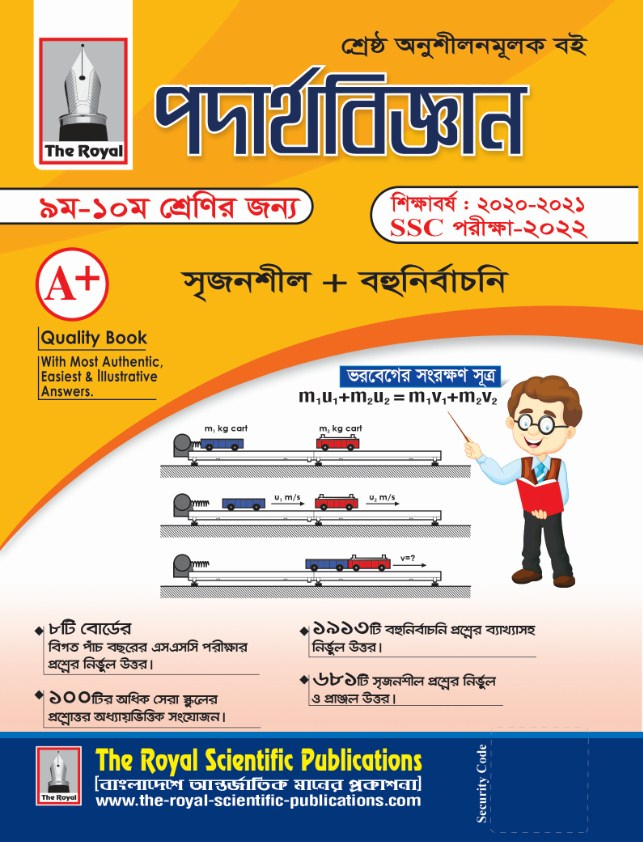 The Royal
শ্রেষ্ঠ অনুশীলনমূলক বই
পদার্থবিজ্ঞান
৯ম-১০ম শ্রেণির জন্য
শিক্ষাবর্ষ : ২০২০-২০২১
SSC পরীক্ষা-২০২২
A+
সৃজনশীল + বহুনির্বাচনি
Quality Book
With Most Authentic,
Easiest & Illustrative
Answers.
ভরবেগের সংরক্ষণ সূত্র
m₁u₁+m₂u₂ = m₁v₁+m₂v₂
m₁ kg cart
m₂ kg cart
u₁ m/s
u₂ m/s
v=?
৮টি বোর্ডের
বিগত পাঁচ বছরের এসএসসি পরীক্ষার
প্রশ্নের নির্ভুল উত্তর।
১০০টির অধিক সেরা স্কুলের
প্রশ্নোত্তর অধ্যায়ভিত্তিক সংযোজন।
১৯১৩টি বহুনির্বাচনি প্রশ্নের ব্যাখ্যাসহ
নির্ভুল উত্তর।
৬৮১টি সৃজনশীল প্রশ্নের নির্ভুল
ও প্রাঞ্জল উত্তর।
The Royal
The Royal Scientific Publications
[বাংলাদেশে আন্তর্জাতিক মানের প্রকাশনা]
www.the-royal-scientific-publications.com
Security Code